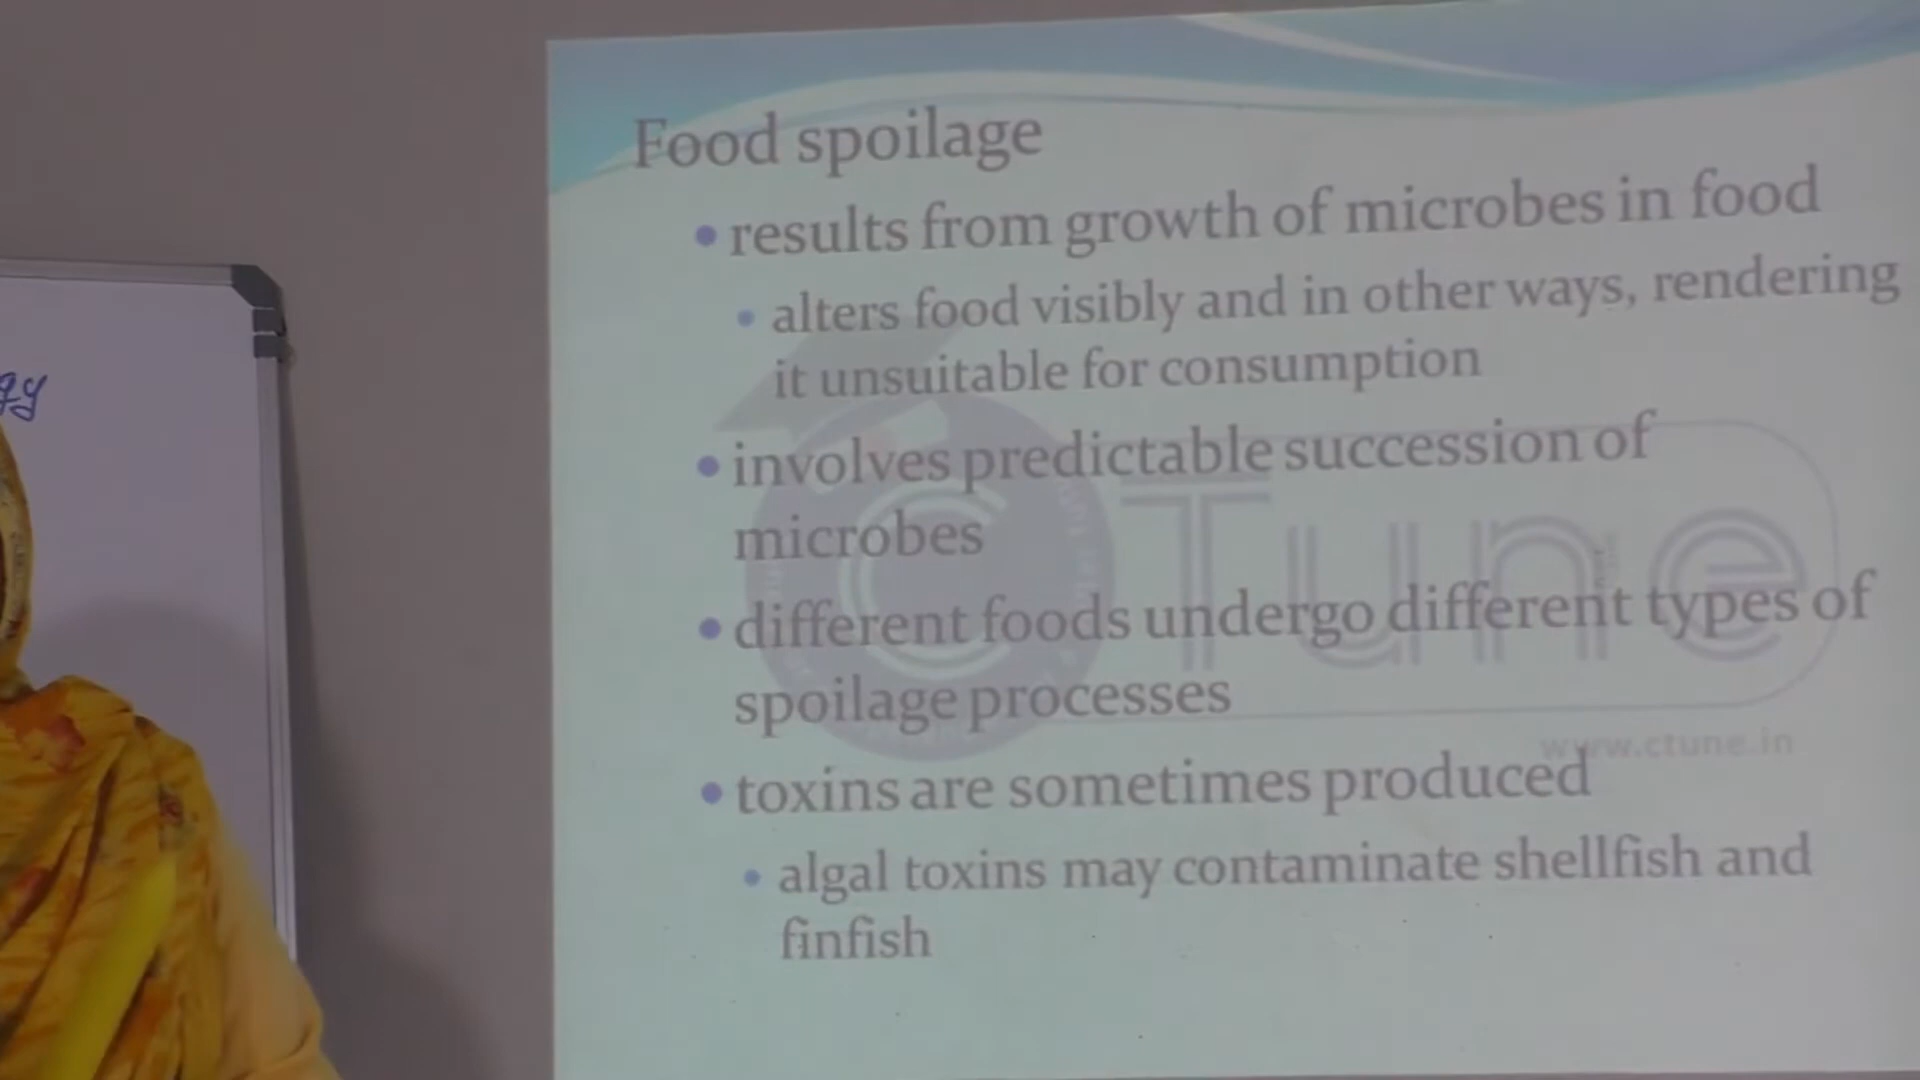 Food spoilage
• results from growth of microbes in food
• alters food visibly and in other ways, rendering
it unsuitable for consumption
• involves predictable succession of
microbes
• different foods undergo different types of
spoilage processes
• toxins are sometimes produced
• algal toxins may contaminate shellfish and
finfish
CTune
www.ctune.in